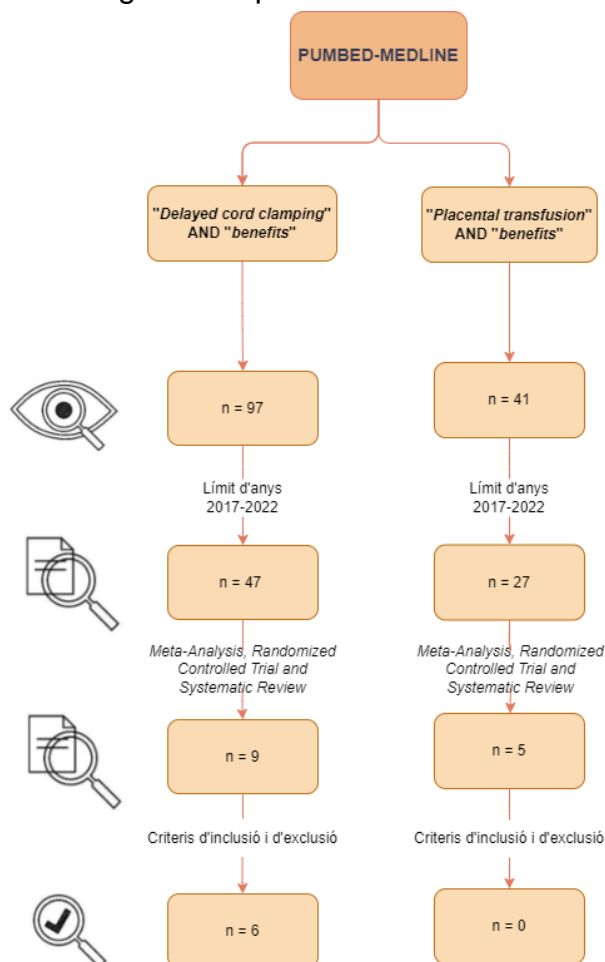 PUMBED-MEDLINE
"Delayed cord clamping"
AND "benefits"
"Placental transfusion"
AND "benefits"
n = 97
n = 41
Límit d'anys
2017-2022
Límit d'anys
2017-2022
n = 47
n = 27
Meta-Analysis, Randomized
Controlled Trial and
Systematic Review
Meta-Analysis, Randomized
Controlled Trial and
Systematic Review
n = 9
n = 5
Criteris d'inclusió i d'exclusió
Criteris d'inclusió i d'exclusió
n = 6
n = 0